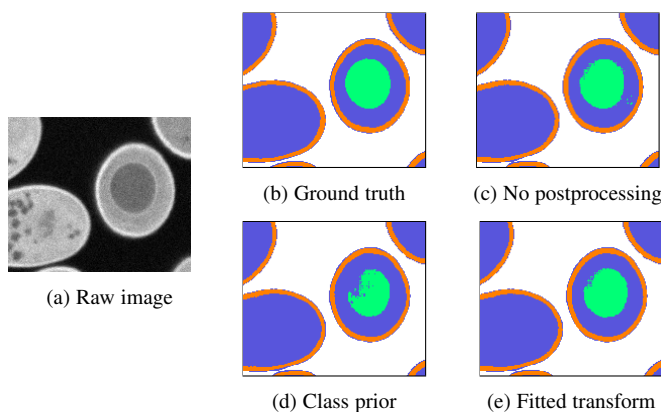 (a) Raw image
(b) Ground truth
(c) No postprocessing
(d) Class prior
(e) Fitted transform